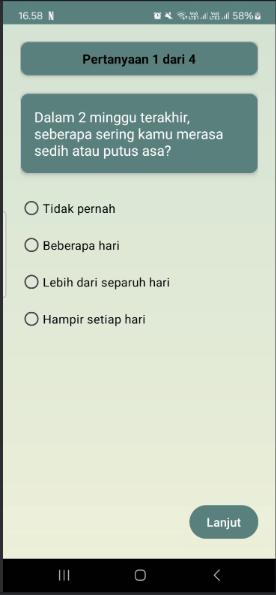 16.58 N 58%
Pertanyaan 1 dari 4
Dalam 2 minggu terakhir,
seberapa sering kamu merasa
sedih atau putus asa?
Tidak pernah
Beberapa hari
Lebih dari separuh hari
Hampir setiap hari
Lanjut